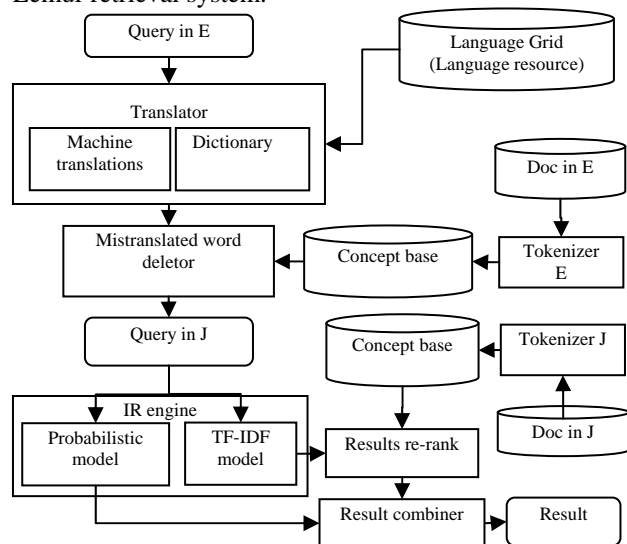 Lemur retrieval system.
Query in E
Language Grid
(Language resource)
Translator
Machine
translations
Dictionary
Doc in E
Mistranslated word
deletor
Concept base
Tokenizer
E
Query in J
Concept base
Tokenizer J
IR engine
Probabilistic
model
TF-IDF
model
Results re-rank
Doc in J
Result combiner
Result